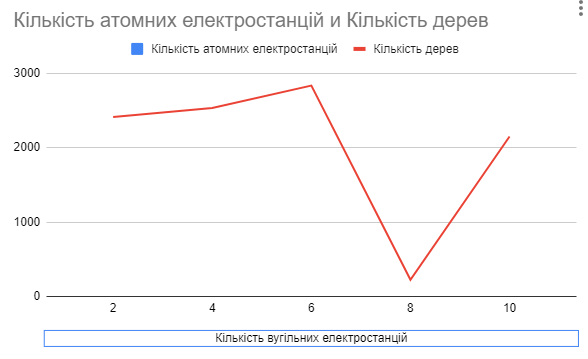 Кількість атомних електростанцій и Кількість дерев
Кількість атомних електростанцій Кількість дерев
3000
2000
1000
0
2 4 6 8 10
Кількість вугільних електростанцій